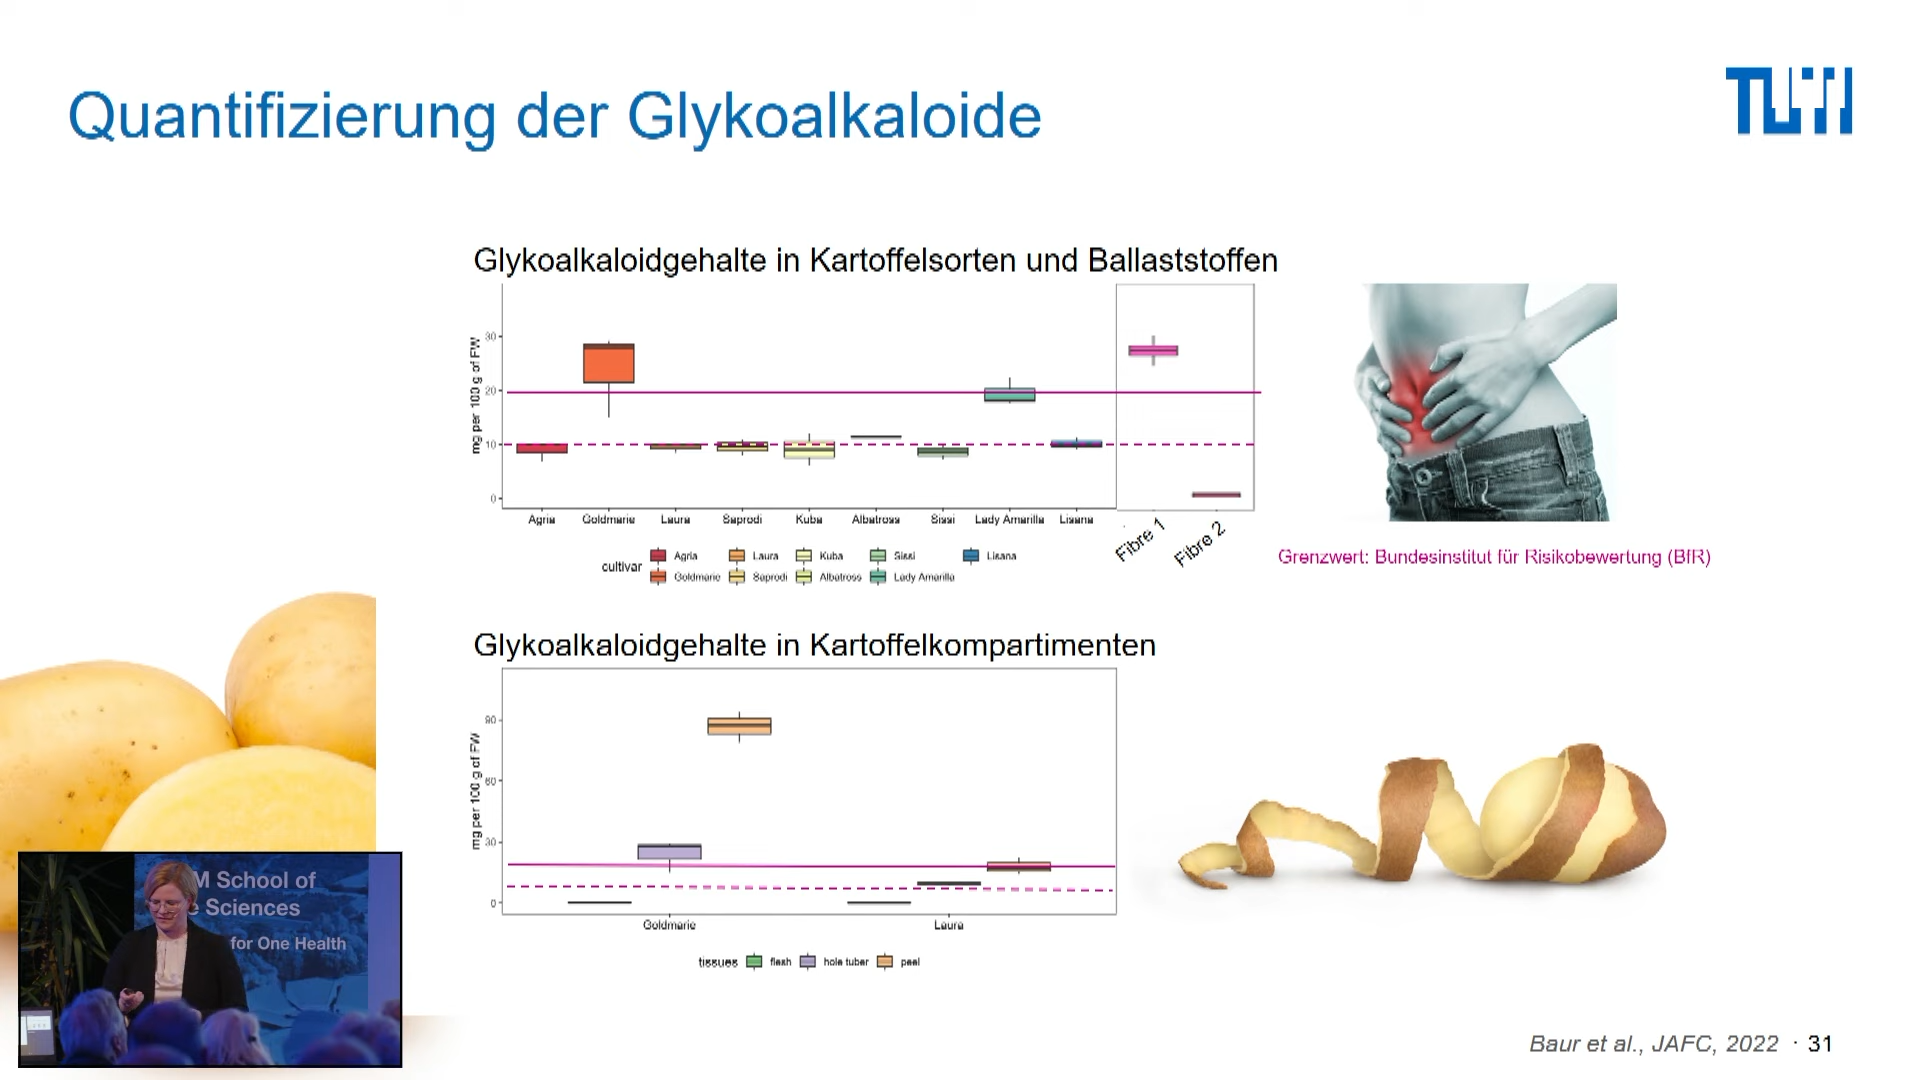 Quantifizierung der Glykoalkaloide
TUM
Glykoalkaloidgehalte in Kartoffelsorten und Ballaststoffen
mg per 100 g of FW
30
20
10
0
Agria Goldmarie Laura Saprodi Kuba Albatross Sissi Lady Amarilla Lisana Fibre 1 Fibre 2
cultivar
Agria Laura Kuba Sissi Lisana
Goldmarie Saprodi Albatross Lady Amarilla
Grenzwert: Bundesinstitut für Risikobewertung (BfR)
Glykoalkaloidgehalte in Kartoffelkompartimenten
mg per 100 g of FW
90
60
30
0
Goldmarie Laura
tissues flesh hole tuber peel
M School of
e Sciences
for One Health
Baur et al., JAFC, 2022 · 31